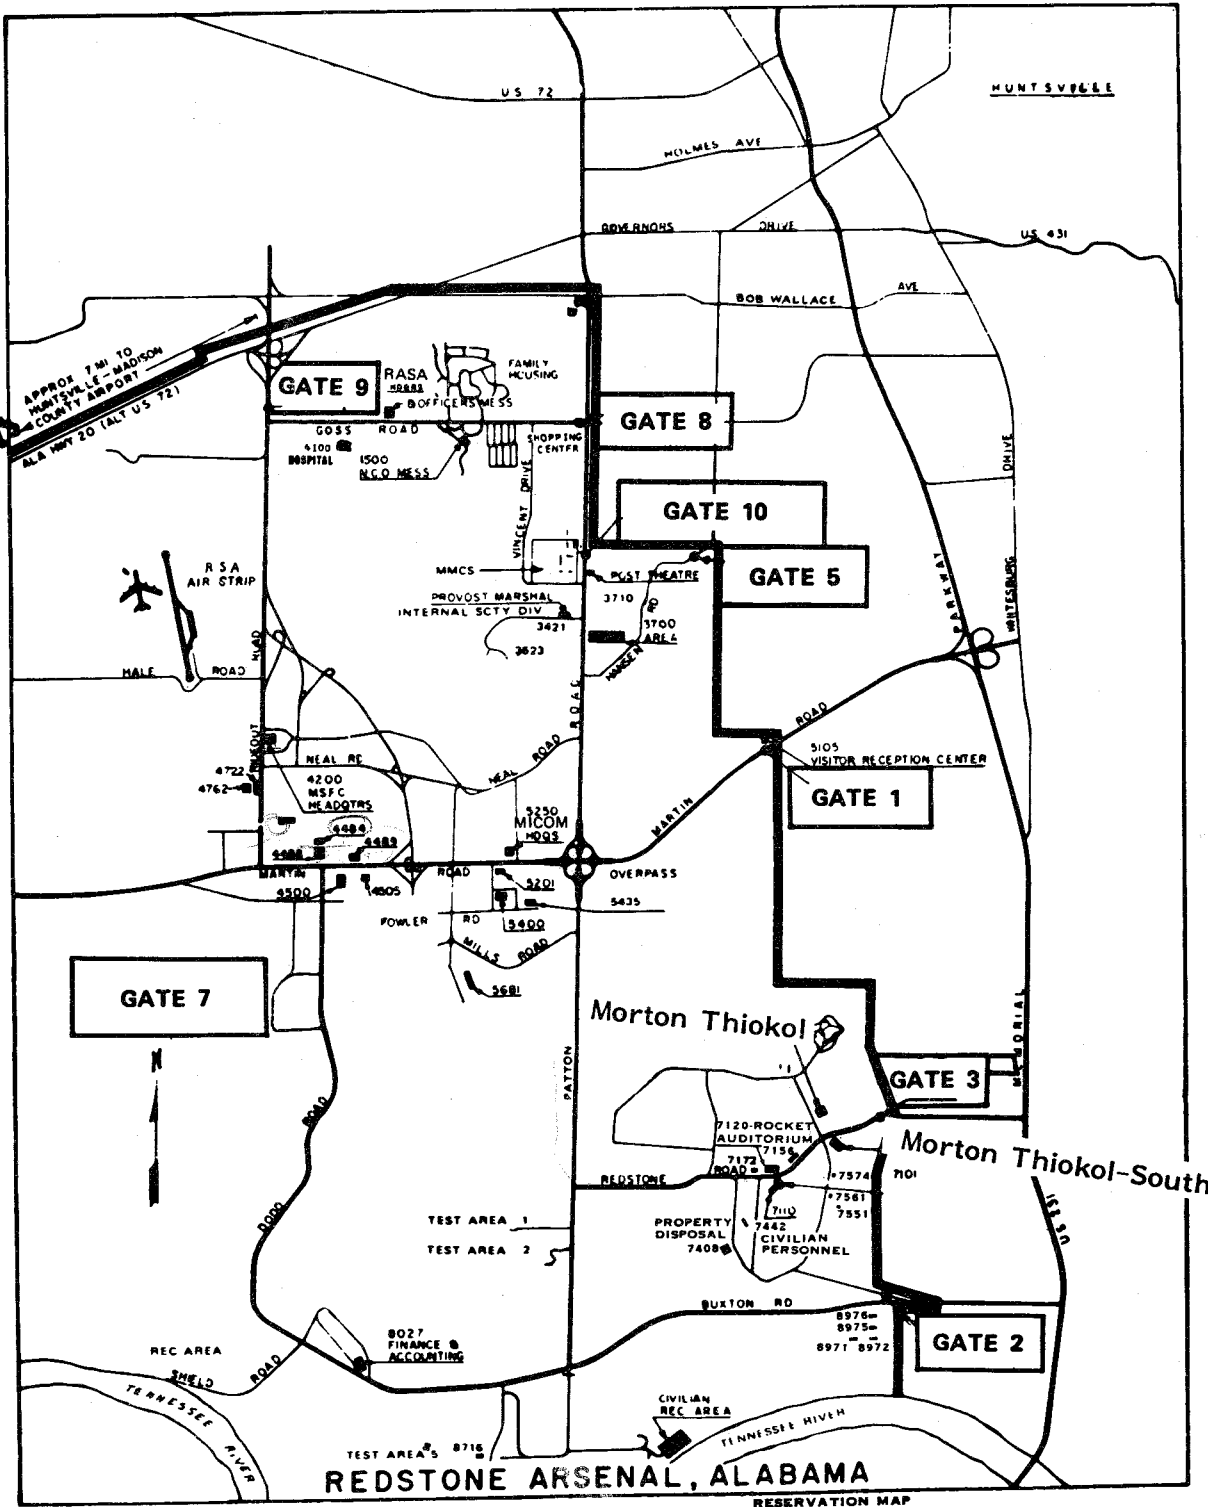 HUNTSVILLE
US 72
HOLMES AVE
GOVERNORS DRIVE
US 431
BOB WALLACE AVE
APPROX 7 MI TO
HUNTSVILLE-MADISON
COUNTY AIRPORT
ALA HWY 20 (ALT US 72)
GATE 9
RASA
HDQRS
FAMILY
HOUSING
OFFICERS MESS
GOSS ROAD
4100
HOSPITAL
1500
N.C.O MESS
SHOPPING
CENTER
GATE 8
VINCENT DRIVE
GATE 10
MMCS
POST THEATRE
3710
GATE 5
PROVOST MARSHAL
INTERNAL SCTY DIV
3421
3623
3700
AREA
HANSEN RD
RSA
AIR STRIP
HALE ROAD
RIDEOUT ROAD
PATTON ROAD
DRIVE
WHITESBURG
PARKWAY
MEMORIAL
MARTIN ROAD
5105
VISITOR RECEPTION CENTER
GATE 1
NEAL RD
NEAL ROAD
4722
4762
4200
MSFC
HEADQTRS
4484
4488
4489
5250
MICOM
HDQS
MARTIN ROAD
OVERPASS
4500
4505
5201
5435
FOWLER RD
5400
MILLS ROAD
5681
GATE 7
N
Morton Thiokol
GATE 3
7120-ROCKET
AUDITORIUM
7156
7172
REDSTONE ROAD
Morton Thiokol-South
7574
7101
7561
7551
7110
7442
PROPERTY
DISPOSAL
7408
CIVILIAN
PERSONNEL
DODD ROAD
TEST AREA 1
TEST AREA 2
US 231
BUXTON RD
8976
8975
8971 8972
GATE 2
8027
FINANCE &
ACCOUNTING
REC AREA
SHIELD ROAD
TENNESSEE RIVER
CIVILIAN
REC AREA
TENNESSEE RIVER
TEST AREA 5
8716
REDSTONE ARSENAL, ALABAMA
RESERVATION MAP